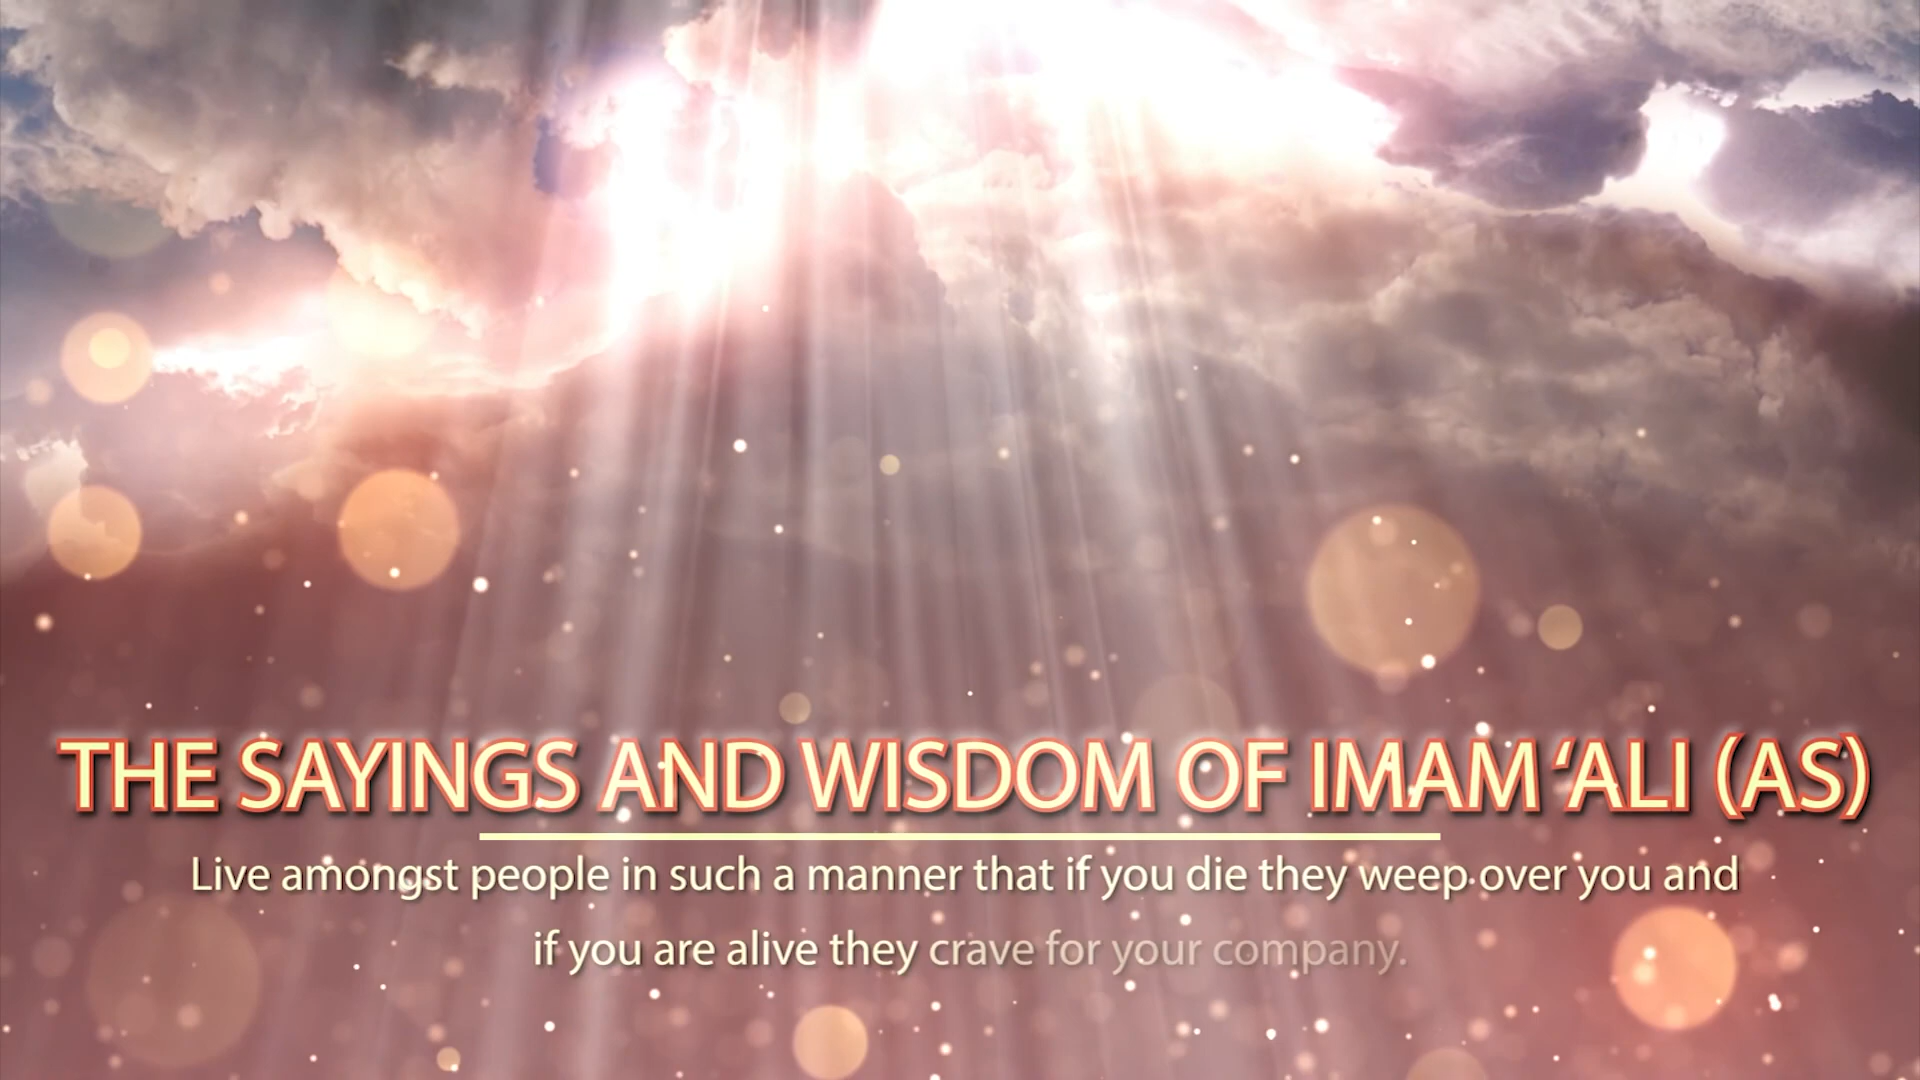 THE SAYINGS AND WISDOM OF IMAM ‘ALI (AS)
Live amongst people in such a manner that if you die they weep over you and
if you are alive they crave for your company.